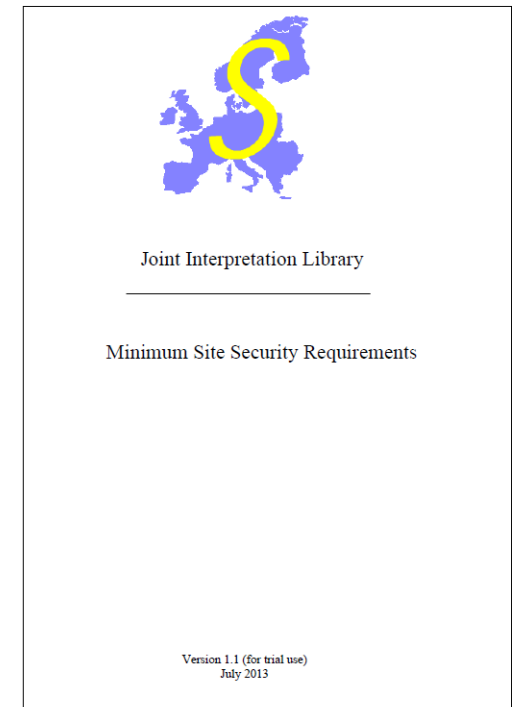 S
Joint Interpretation Library
Minimum Site Security Requirements
Version 1.1 (for trial use)
July 2013